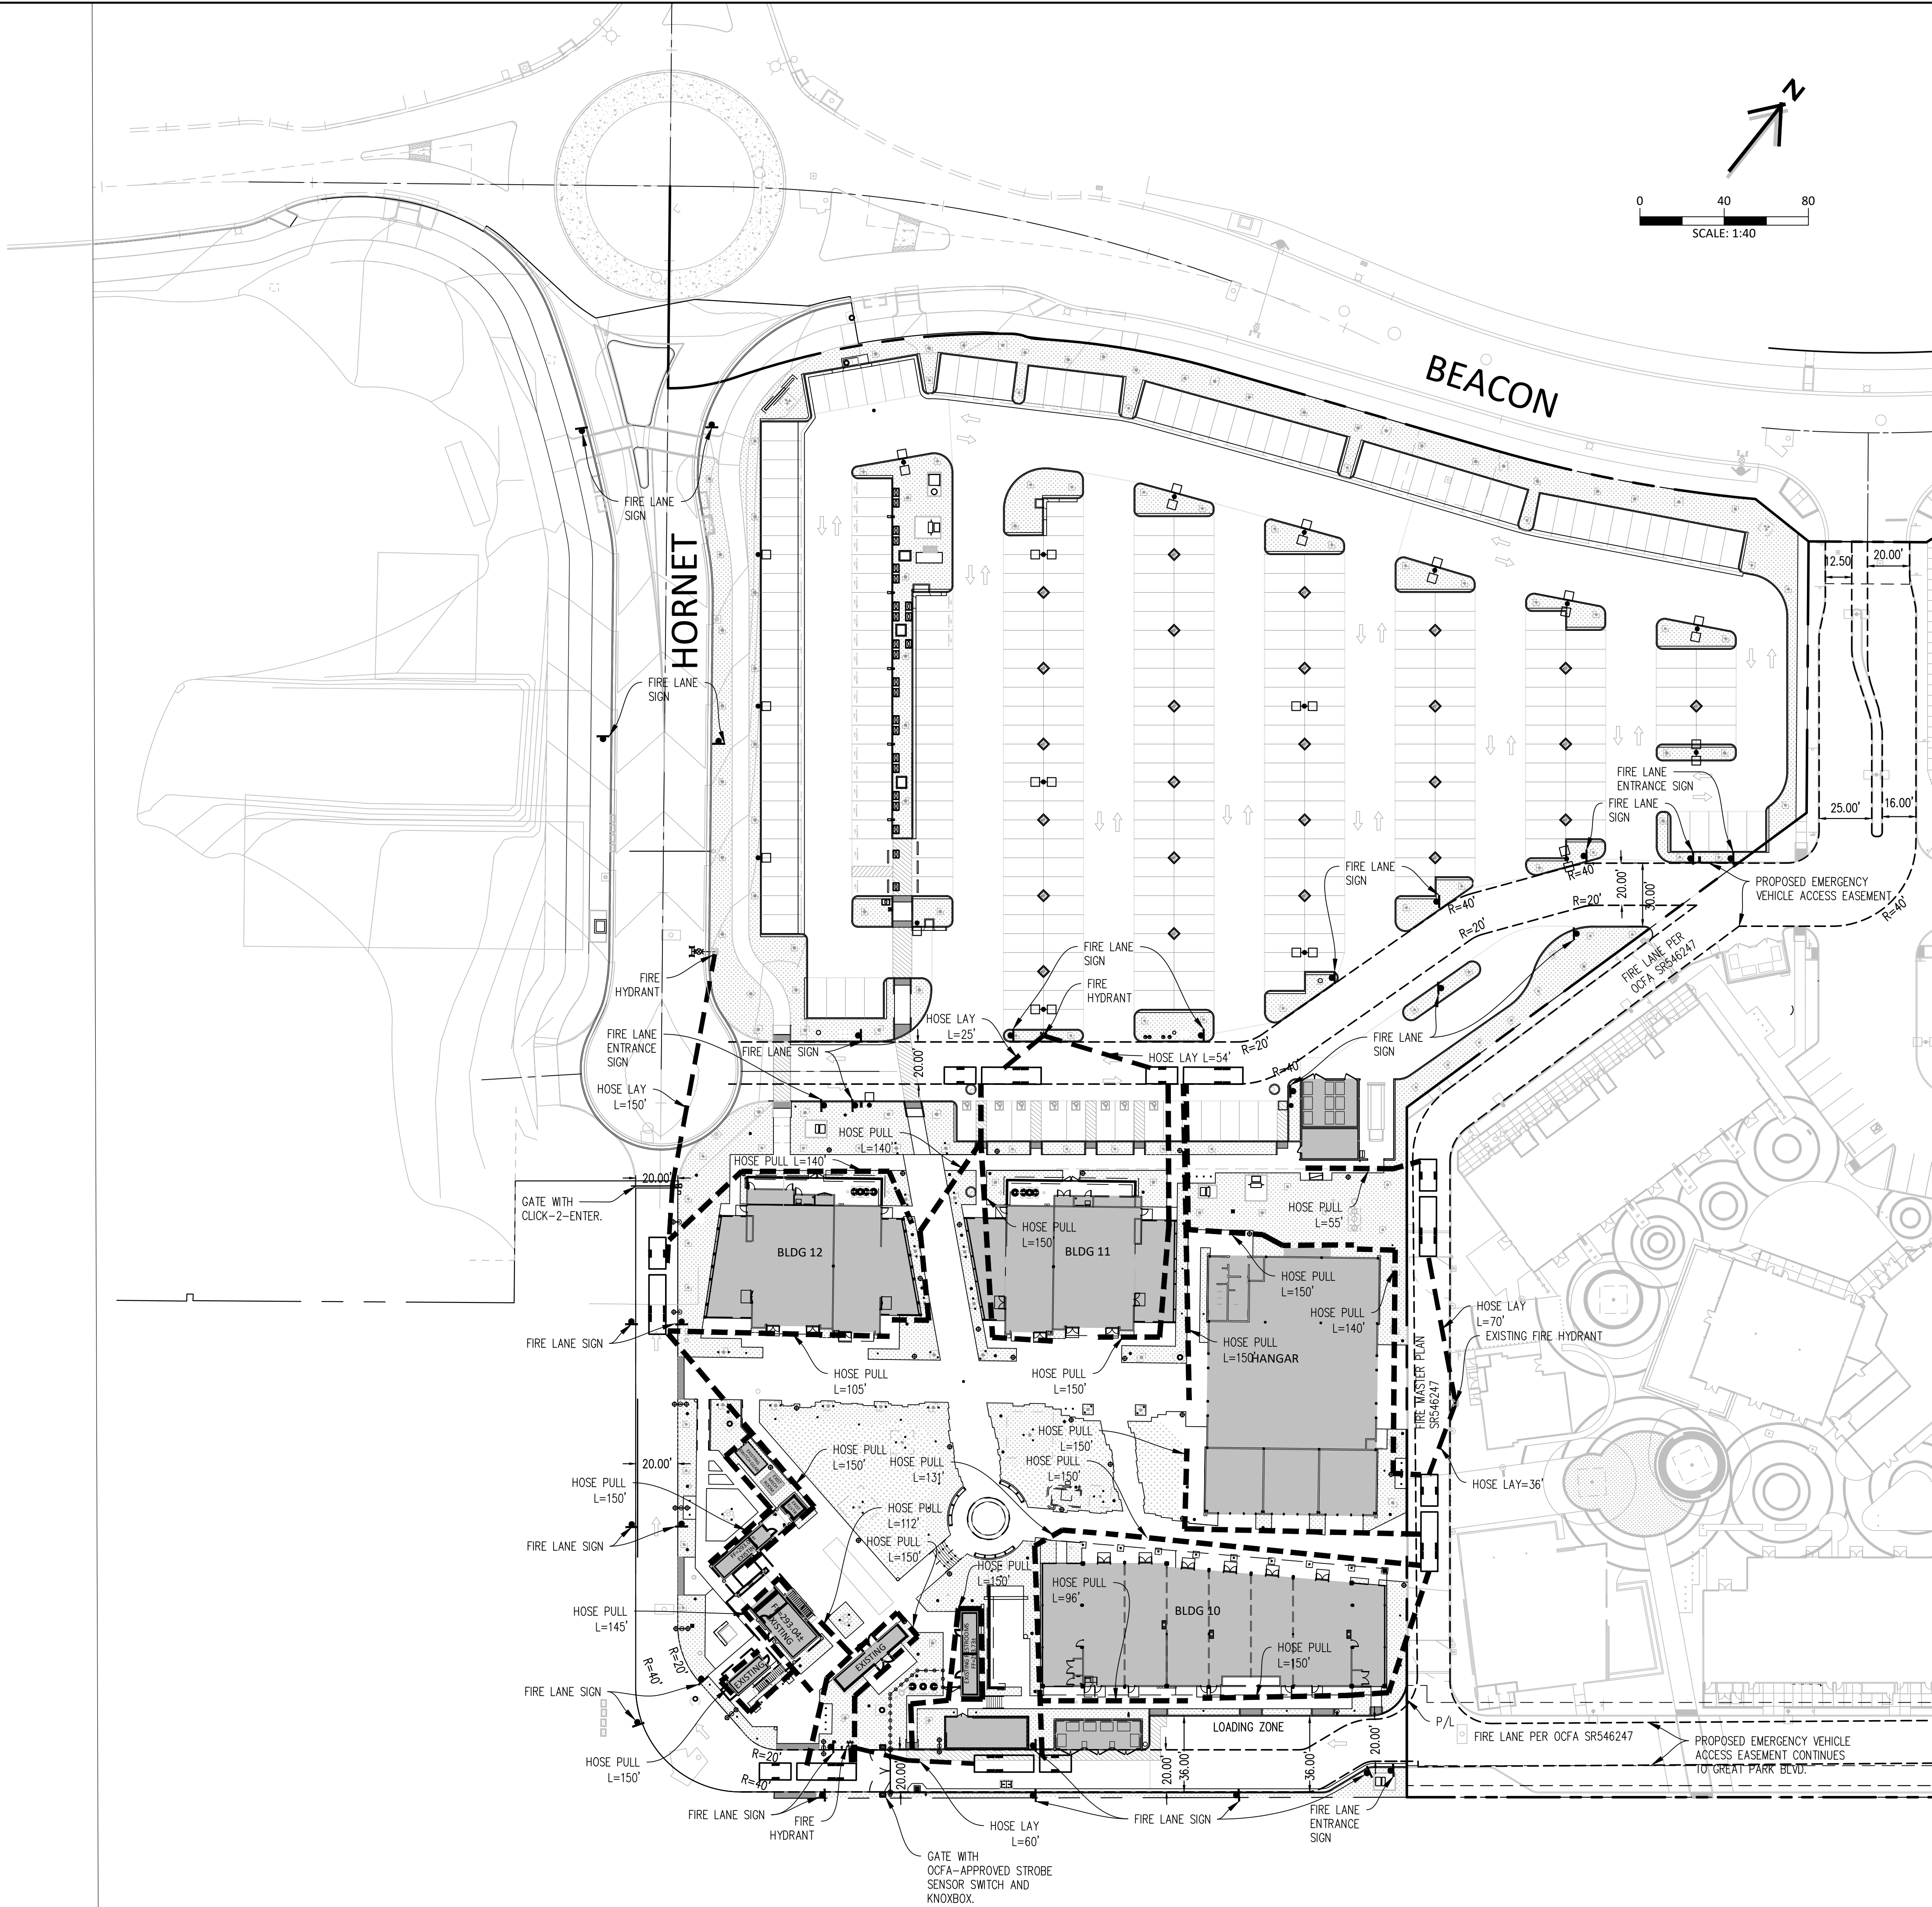 N
0 40 80
SCALE: 1:40
BEACON
HORNET
FIRE LANE
SIGN
FIRE LANE
SIGN
12.50'
20.00'
25.00'
16.00'
FIRE LANE
ENTRANCE SIGN
FIRE LANE
SIGN
FIRE LANE
SIGN
R=40'
R=40'
R=20'
20.00'
30.00'
R=20'
PROPOSED EMERGENCY
VEHICLE ACCESS EASEMENT
R=40'
FIRE LANE PER
OCFA SR546247
FIRE LANE
SIGN
FIRE
HYDRANT
FIRE
HYDRANT
HOSE LAY
L=25'
FIRE LANE
ENTRANCE
SIGN
FIRE LANE SIGN
20.00'
HOSE LAY L=54'
R=20'
R=40'
FIRE LANE
SIGN
HOSE LAY
L=150'
HOSE PULL
L=140'
HOSE PULL L=140'
20.00'
GATE WITH
CLICK-2-ENTER.
HOSE PULL
L=55'
HOSE PULL
L=150'
BLDG 12
BLDG 11
HOSE PULL
L=150'
HOSE PULL
L=140'
HOSE LAY
L=70'
EXISTING FIRE HYDRANT
FIRE LANE SIGN
HOSE PULL
L=150'
HANGAR
HOSE PULL
L=105'
HOSE PULL
L=150'
FIRE MASTER PLAN
SR546247
HOSE PULL
L=150'
HOSE PULL
L=150'
HOSE PULL
L=131'
HOSE PULL
L=150'
20.00'
HOSE PULL
L=150'
HOSE LAY=36'
HOSE PULL
L=112'
HOSE PULL
L=150'
FIRE LANE SIGN
EXISTING
HOSE PULL
L=150'
HOSE PULL
L=96'
HOSE PULL
L=145'
FF=293.04±
EXISTING
EXISTING
EXISTING
EXISTING RESTROOMS
BLDG 10
HOSE PULL
L=150'
R=40'
R=20'
FIRE LANE SIGN
P/L
LOADING ZONE
FIRE LANE PER OCFA SR546247
PROPOSED EMERGENCY VEHICLE
ACCESS EASEMENT CONTINUES
TO GREAT PARK BLVD.
HOSE PULL
L=150'
R=20'
R=40'
20.00'
20.00'
36.00'
36.00'
20.00'
FIRE LANE SIGN
FIRE
HYDRANT
HOSE LAY
L=60'
FIRE LANE SIGN
FIRE LANE
ENTRANCE
SIGN
GATE WITH
OCFA-APPROVED STROBE
SENSOR SWITCH AND
KNOXBOX.